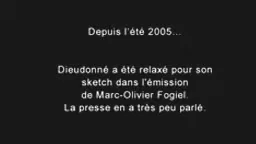 Depuis l'été 2005...
Dieudonné a été relaxé pour son
sketch dans l'émission
de Marc-Olivier Fogiel.
La presse en a très peu parlé.